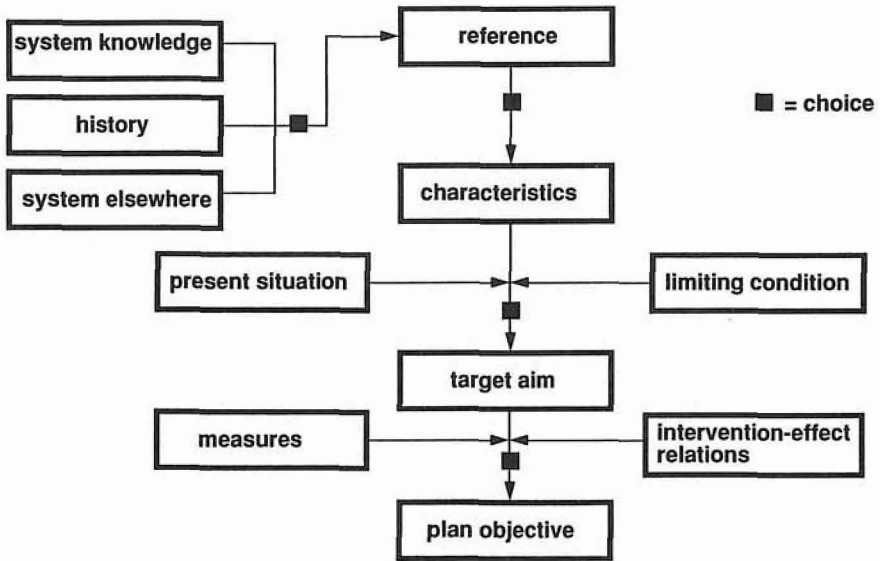 system knowledge
reference
history
■ = choice
system elsewhere
characteristics
present situation
limiting condition
target aim
measures
intervention-effect
relations
plan objective